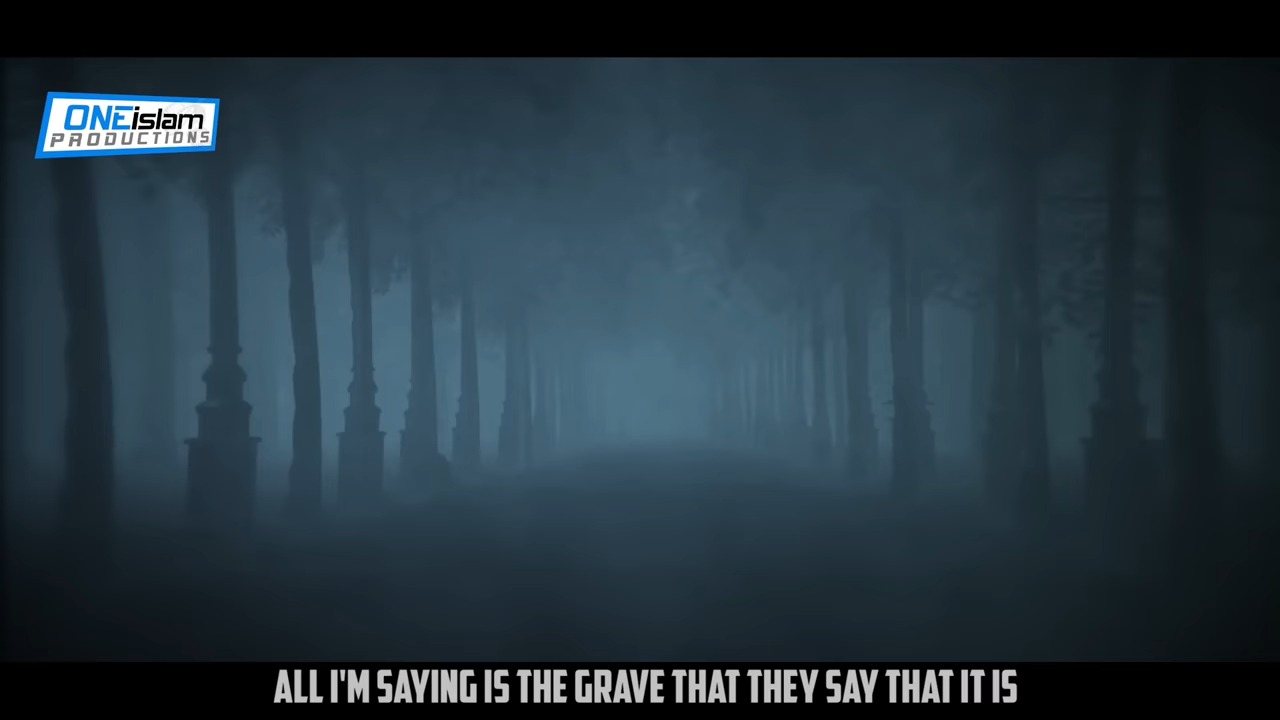 ONEislam
PRODUCTIONS
ALL I'M SAYING IS THE GRAVE THAT THEY SAY THAT IT IS